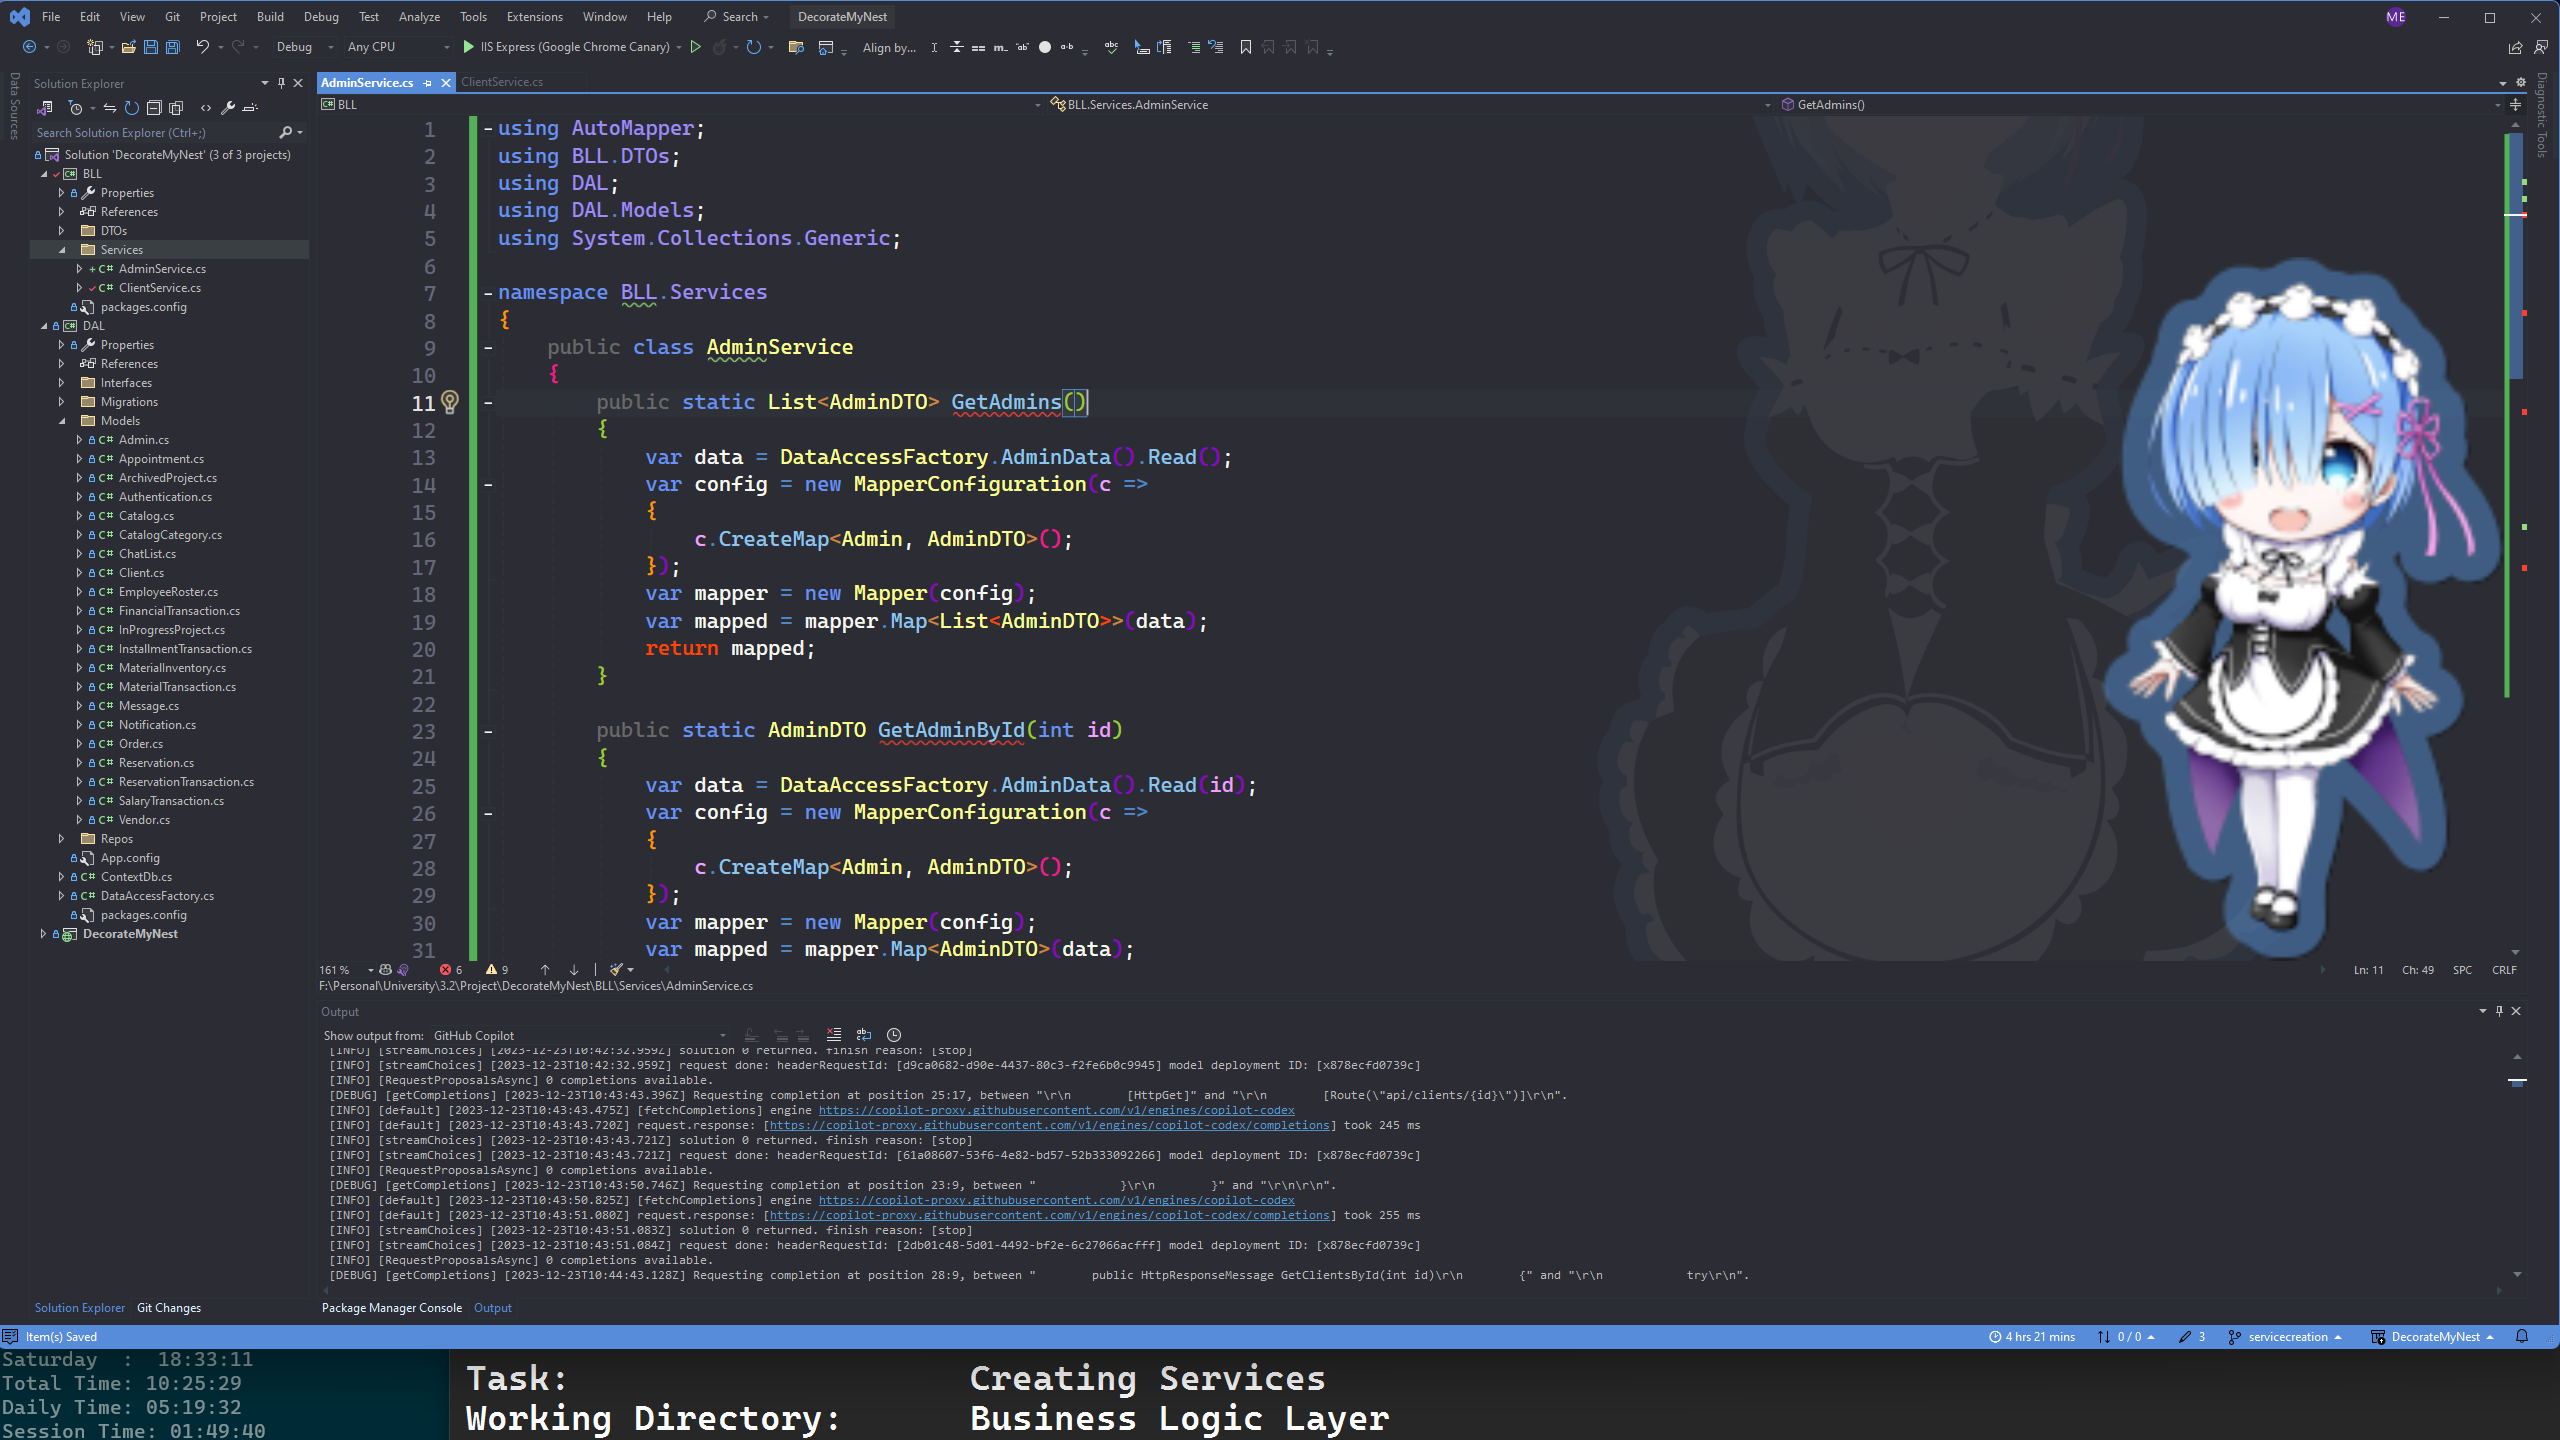 File Edit View Git Project Build Debug Test Analyze Tools Extensions Window Help Search DecorateMyNest ME
Debug Any CPU IIS Express (Google Chrome Canary) Align by...
Data Sources
Solution Explorer
Search Solution Explorer (Ctrl+;)
Solution 'DecorateMyNest' (3 of 3 projects)
BLL
Properties
References
DTOs
Services
C# AdminService.cs
C# ClientService.cs
packages.config
DAL
Properties
References
Interfaces
Migrations
Models
C# Admin.cs
C# Appointment.cs
C# ArchivedProject.cs
C# Authentication.cs
C# Catalog.cs
C# CatalogCategory.cs
C# ChatList.cs
C# Client.cs
C# EmployeeRoster.cs
C# FinancialTransaction.cs
C# InProgressProject.cs
C# InstallmentTransaction.cs
C# MaterialInventory.cs
C# MaterialTransaction.cs
C# Message.cs
C# Notification.cs
C# Order.cs
C# Reservation.cs
C# ReservationTransaction.cs
C# SalaryTransaction.cs
C# Vendor.cs
Repos
App.config
C# ContextDb.cs
C# DataAccessFactory.cs
packages.config
DecorateMyNest
Solution Explorer Git Changes
AdminService.cs ClientService.cs
BLL BLL.Services.AdminService GetAdmins()
Diagnostic Tools
1 using AutoMapper;
2 using BLL.DTOs;
3 using DAL;
4 using DAL.Models;
5 using System.Collections.Generic;
6
7 namespace BLL.Services
8 {
9 public class AdminService
10 {
11 public static List<AdminDTO> GetAdmins()
12 {
13 var data = DataAccessFactory.AdminData().Read();
14 var config = new MapperConfiguration(c =>
15 {
16 c.CreateMap<Admin, AdminDTO>();
17 });
18 var mapper = new Mapper(config);
19 var mapped = mapper.Map<List<AdminDTO>>(data);
20 return mapped;
21 }
22
23 public static AdminDTO GetAdminById(int id)
24 {
25 var data = DataAccessFactory.AdminData().Read(id);
26 var config = new MapperConfiguration(c =>
27 {
28 c.CreateMap<Admin, AdminDTO>();
29 });
30 var mapper = new Mapper(config);
31 var mapped = mapper.Map<AdminDTO>(data);
161 % 6 9 Ln: 11 Ch: 49 SPC CRLF
F:\Personal\University\3.2\Project\DecorateMyNest\BLL\Services\AdminService.cs
Output
Show output from: GitHub Copilot
[INFO] [streamChoices] [2023-12-23T10:42:32.959Z] solution 0 returned. finish reason: [stop]
[INFO] [streamChoices] [2023-12-23T10:42:32.959Z] request done: headerRequestId: [d9ca0682-d90e-4437-80c3-f2fe6b0c9945] model deployment ID: [x878ecfd0739c]
[INFO] [RequestProposalsAsync] 0 completions available.
[DEBUG] [getCompletions] [2023-12-23T10:43:43.396Z] Requesting completion at position 25:17, between "\r\n [HttpGet]" and "\r\n [Route(\"api/clients/{id}\")]\r\n".
[INFO] [default] [2023-12-23T10:43:43.475Z] [fetchCompletions] engine https://copilot-proxy.githubusercontent.com/v1/engines/copilot-codex
[INFO] [default] [2023-12-23T10:43:43.720Z] request.response: [https://copilot-proxy.githubusercontent.com/v1/engines/copilot-codex/completions] took 245 ms
[INFO] [streamChoices] [2023-12-23T10:43:43.721Z] solution 0 returned. finish reason: [stop]
[INFO] [streamChoices] [2023-12-23T10:43:43.721Z] request done: headerRequestId: [61a08607-53f6-4e82-bd57-52b333092266] model deployment ID: [x878ecfd0739c]
[INFO] [RequestProposalsAsync] 0 completions available.
[DEBUG] [getCompletions] [2023-12-23T10:43:50.746Z] Requesting completion at position 23:9, between " }\r\n }" and "\r\n\r\n".
[INFO] [default] [2023-12-23T10:43:50.825Z] [fetchCompletions] engine https://copilot-proxy.githubusercontent.com/v1/engines/copilot-codex
[INFO] [default] [2023-12-23T10:43:51.080Z] request.response: [https://copilot-proxy.githubusercontent.com/v1/engines/copilot-codex/completions] took 255 ms
[INFO] [streamChoices] [2023-12-23T10:43:51.083Z] solution 0 returned. finish reason: [stop]
[INFO] [streamChoices] [2023-12-23T10:43:51.084Z] request done: headerRequestId: [2db01c48-5d01-4492-bf2e-6c27066acfff] model deployment ID: [x878ecfd0739c]
[INFO] [RequestProposalsAsync] 0 completions available.
[DEBUG] [getCompletions] [2023-12-23T10:44:43.128Z] Requesting completion at position 28:9, between " public HttpResponseMessage GetClientsById(int id)\r\n {" and "\r\n try\r\n".
Package Manager Console Output
Item(s) Saved 4 hrs 21 mins 0 / 0 3 servicecreation DecorateMyNest
Saturday : 18:33:11
Total Time: 10:25:29
Daily Time: 05:19:32
Session Time: 01:49:40
Task: Creating Services
Working Directory: Business Logic Layer